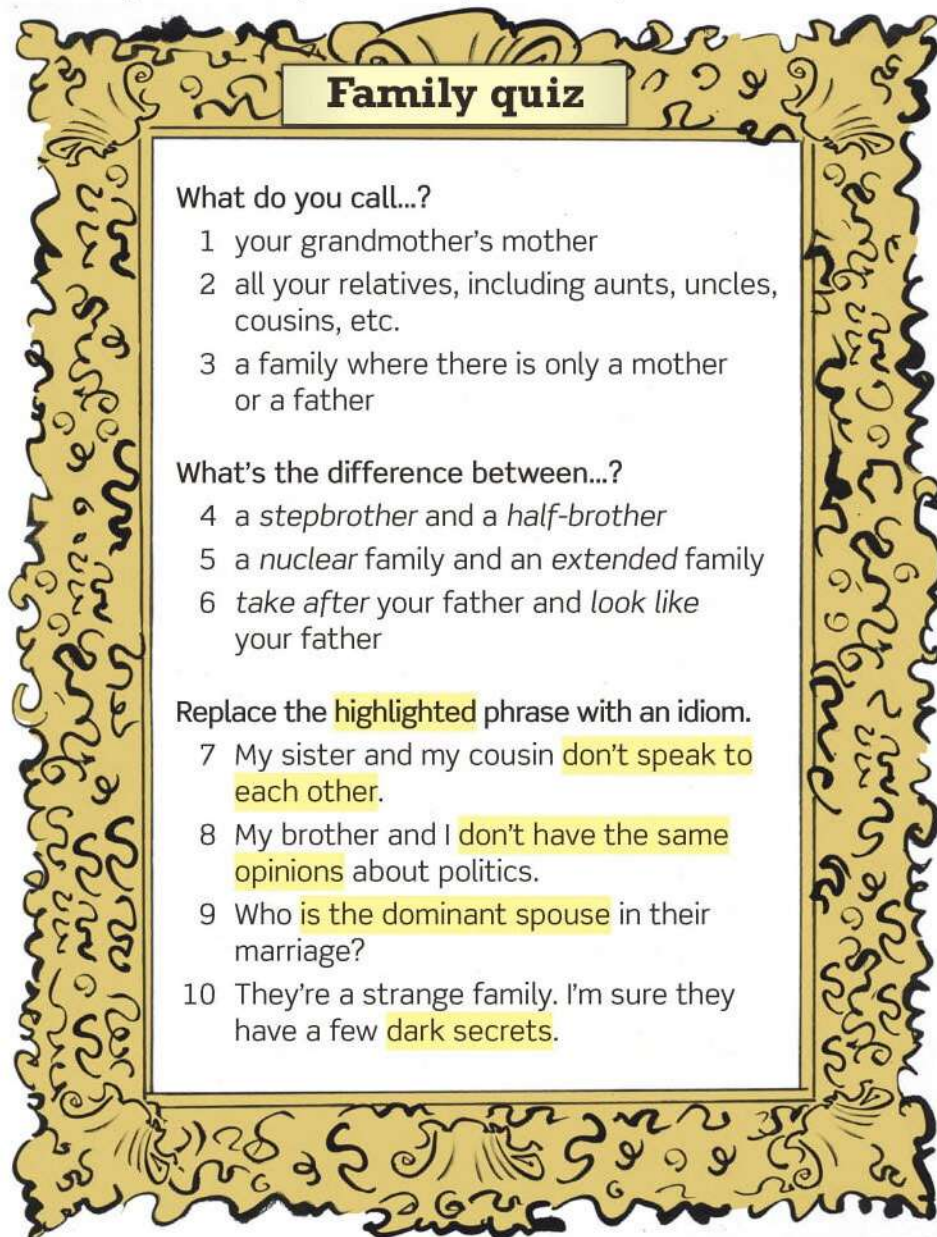 Family quiz
What do you call...?
1 your grandmother's mother
2 all your relatives, including aunts, uncles,
cousins, etc.
3 a family where there is only a mother
or a father
What's the difference between...?
4 a stepbrother and a half-brother
5 a nuclear family and an extended family
6 take after your father and look like
your father
Replace the highlighted phrase with an idiom.
7 My sister and my cousin don't speak to
each other.
8 My brother and I don't have the same
opinions about politics.
9 Who is the dominant spouse in their
marriage?
10 They're a strange family. I'm sure they
have a few dark secrets.